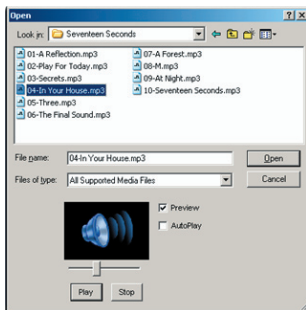 Open
Look in: Seventeen Seconds
01-A Reflection.mp3
02-Play For Today.mp3
03-Secrets.mp3
04-In Your House.mp3
05-Three.mp3
06-The Final Sound.mp3
07-A Forest.mp3
08-M.mp3
09-At Night.mp3
10-Seventeen Seconds.mp3
File name: 04-In Your House.mp3 Open
Files of type: All Supported Media Files Cancel
Preview
AutoPlay
Play Stop